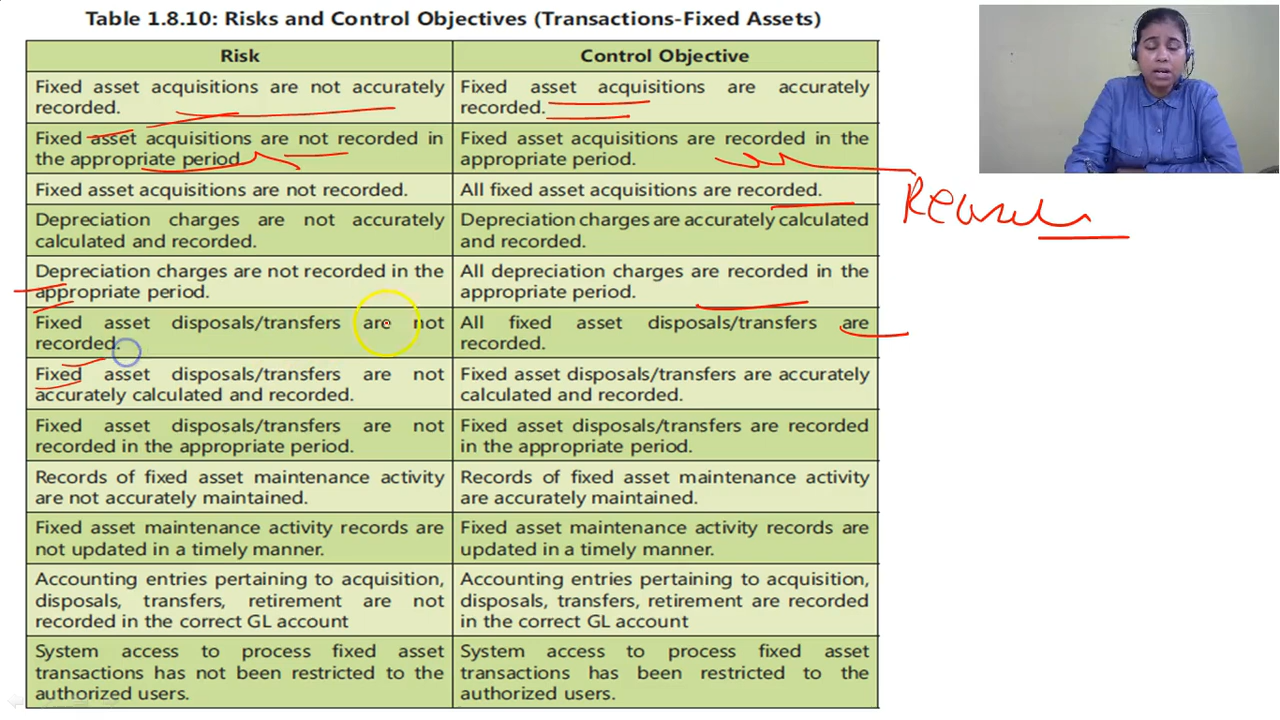 Table 1.8.10: Risks and Control Objectives (Transactions-Fixed Assets)
Risk
Control Objective
Fixed asset acquisitions are not accurately
recorded.
Fixed asset acquisitions are accurately
recorded.
Fixed asset acquisitions are not recorded in
the appropriate period.
Fixed asset acquisitions are recorded in the
appropriate period.
Fixed asset acquisitions are not recorded.
All fixed asset acquisitions are recorded.
Depreciation charges are not accurately
calculated and recorded.
Depreciation charges are accurately calculated
and recorded.
Depreciation charges are not recorded in the
appropriate period.
All depreciation charges are recorded in the
appropriate period.
Fixed asset disposals/transfers are not
recorded.
All fixed asset disposals/transfers are
recorded.
Fixed asset disposals/transfers are not
accurately calculated and recorded.
Fixed asset disposals/transfers are accurately
calculated and recorded.
Fixed asset disposals/transfers are not
recorded in the appropriate period.
Fixed asset disposals/transfers are recorded
in the appropriate period.
Records of fixed asset maintenance activity
are not accurately maintained.
Records of fixed asset maintenance activity
are accurately maintained.
Fixed asset maintenance activity records are
not updated in a timely manner.
Fixed asset maintenance activity records are
updated in a timely manner.
Accounting entries pertaining to acquisition,
disposals, transfers, retirement are not
recorded in the correct GL account
Accounting entries pertaining to acquisition,
disposals, transfers, retirement are recorded
in the correct GL account
System access to process fixed asset
transactions has not been restricted to the
authorized users.
System access to process fixed asset
transactions has been restricted to the
authorized users.